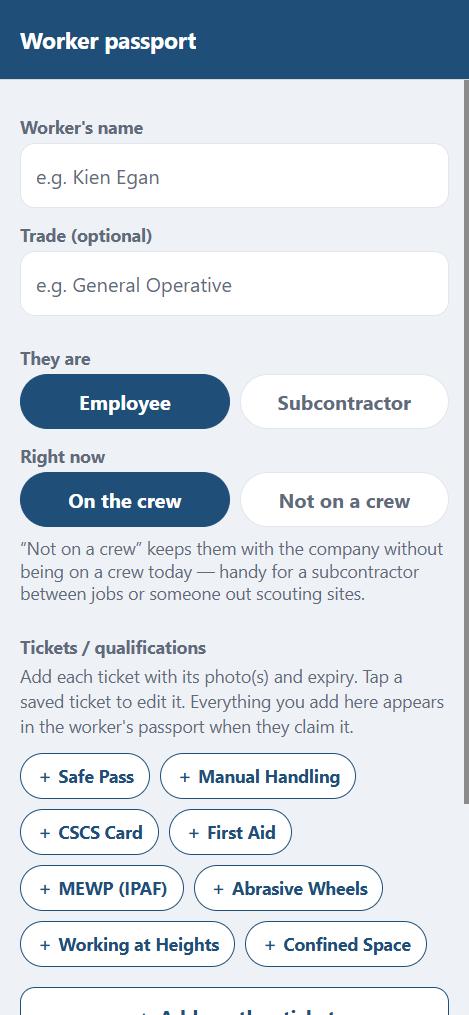 Worker passport
Worker's name
e.g. Kien Egan
Trade (optional)
e.g. General Operative
They are
Employee
Subcontractor
Right now
On the crew
Not on a crew
“Not on a crew” keeps them with the company without
being on a crew today — handy for a subcontractor
between jobs or someone out scouting sites.
Tickets / qualifications
Add each ticket with its photo(s) and expiry. Tap a
saved ticket to edit it. Everything you add here appears
in the worker's passport when they claim it.
+ Safe Pass
+ Manual Handling
+ CSCS Card
+ First Aid
+ MEWP (IPAF)
+ Abrasive Wheels
+ Working at Heights
+ Confined Space